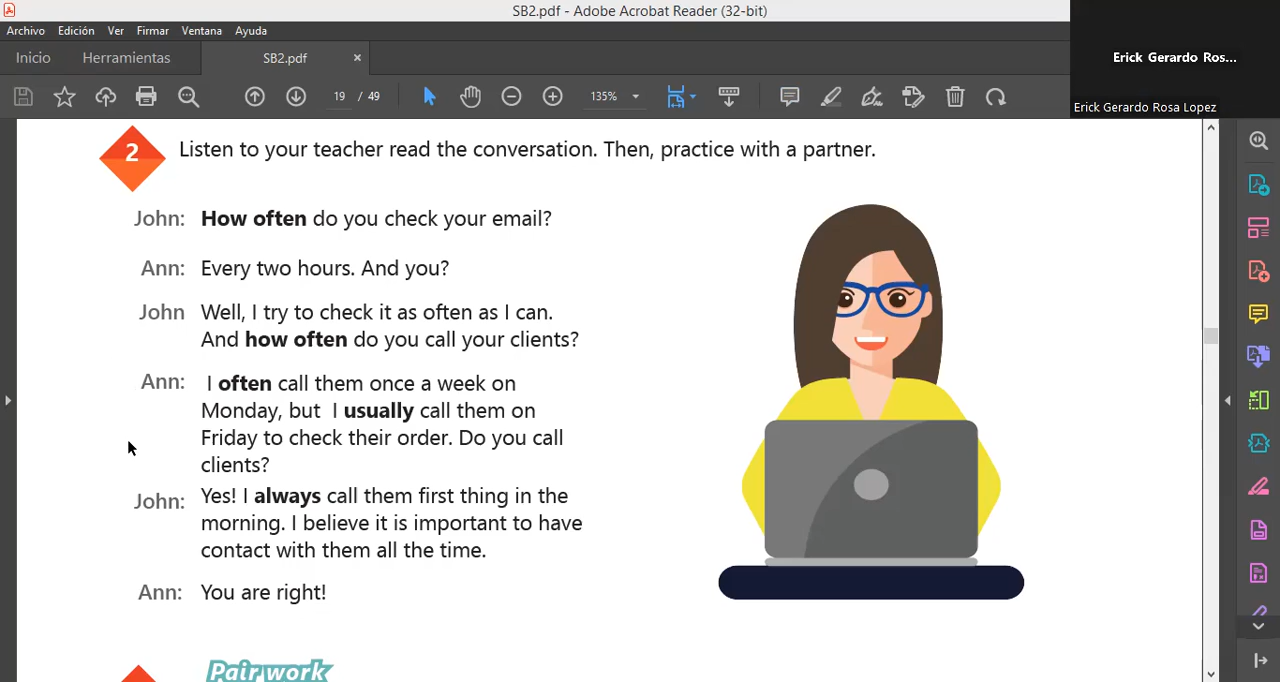 SB2.pdf - Adobe Acrobat Reader (32-bit)
Archivo Edición Ver Firmar Ventana Ayuda
Inicio Herramientas SB2.pdf ×
19 / 49 135%
Erick Gerardo Ros...
Erick Gerardo Rosa Lopez
2 Listen to your teacher read the conversation. Then, practice with a partner.
John: How often do you check your email?
Ann: Every two hours. And you?
John Well, I try to check it as often as I can.
And how often do you call your clients?
Ann: I often call them once a week on
Monday, but I usually call them on
Friday to check their order. Do you call
clients?
John: Yes! I always call them first thing in the
morning. I believe it is important to have
contact with them all the time.
Ann: You are right!
Pair work